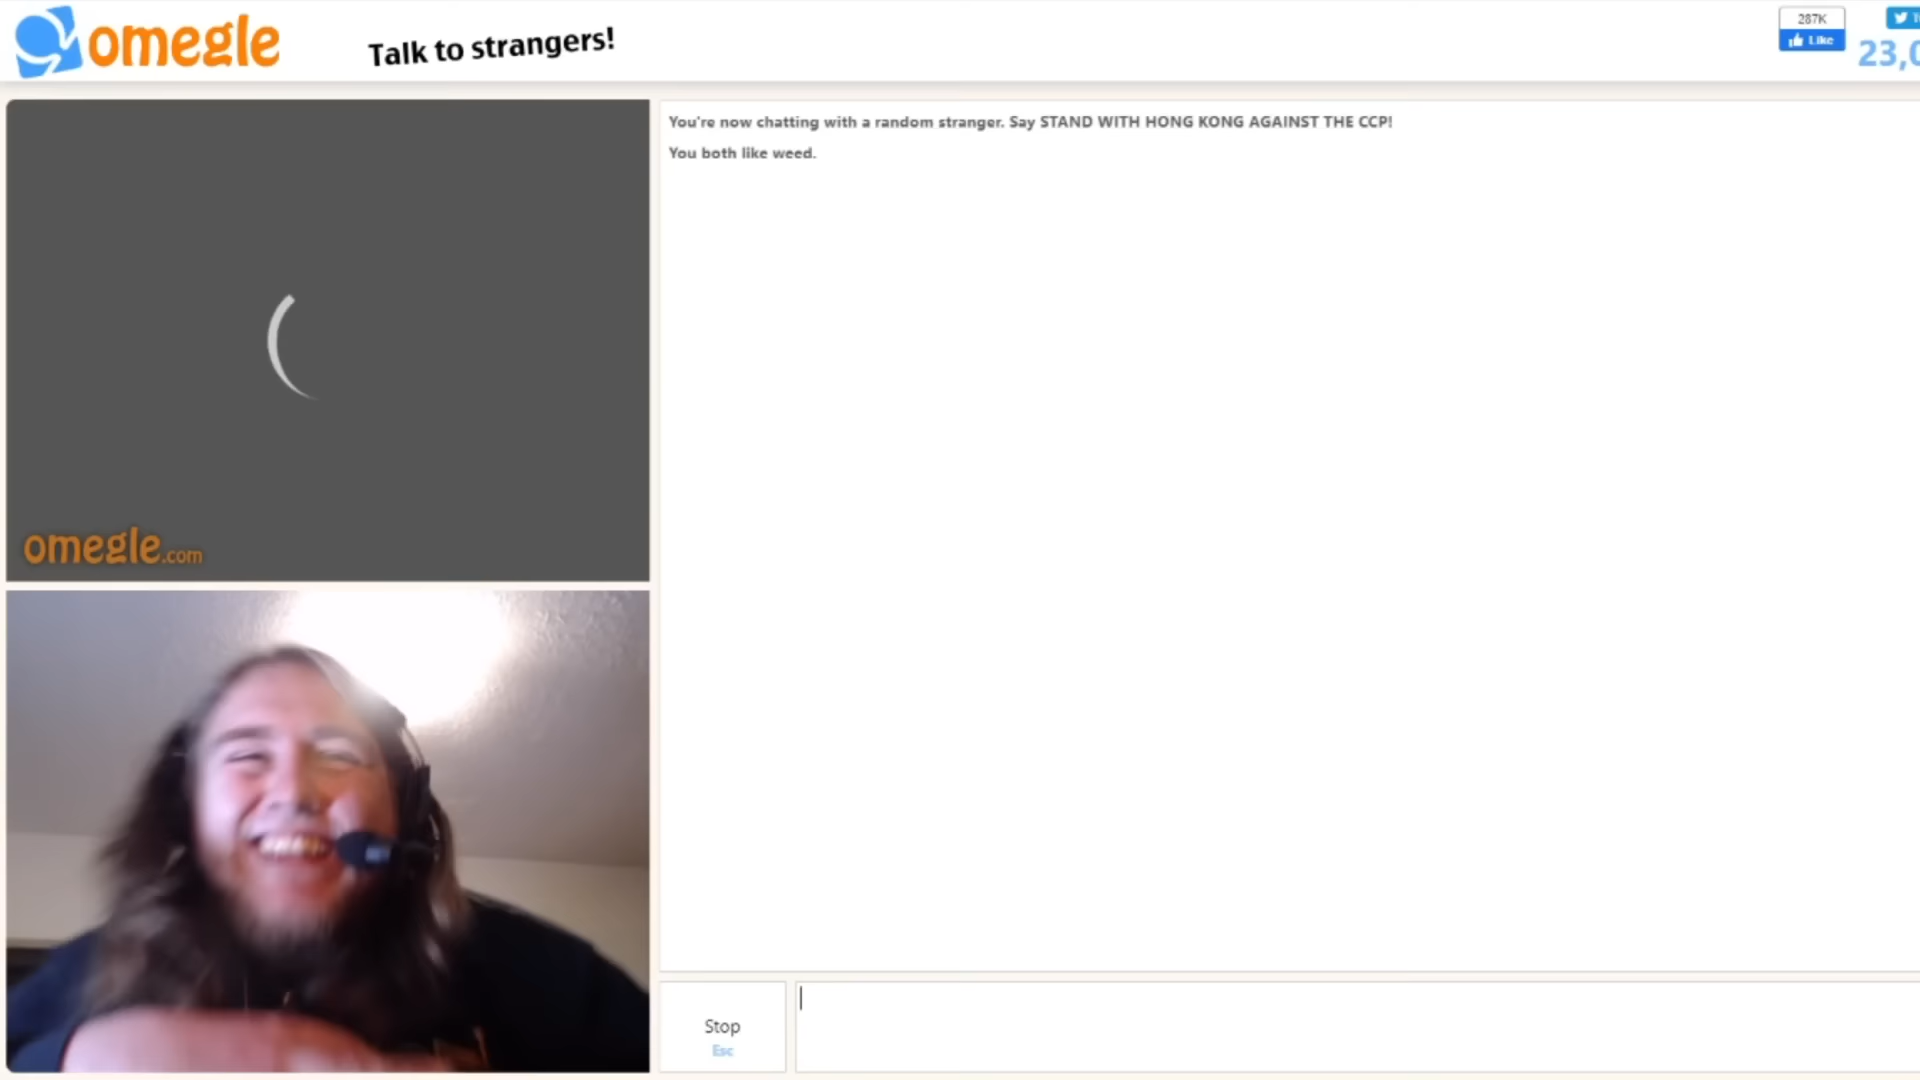 omegle
Talk to strangers!
287K
Like
23,0
You're now chatting with a random stranger. Say STAND WITH HONG KONG AGAINST THE CCP!
You both like weed.
omegle.com
Stop
Esc